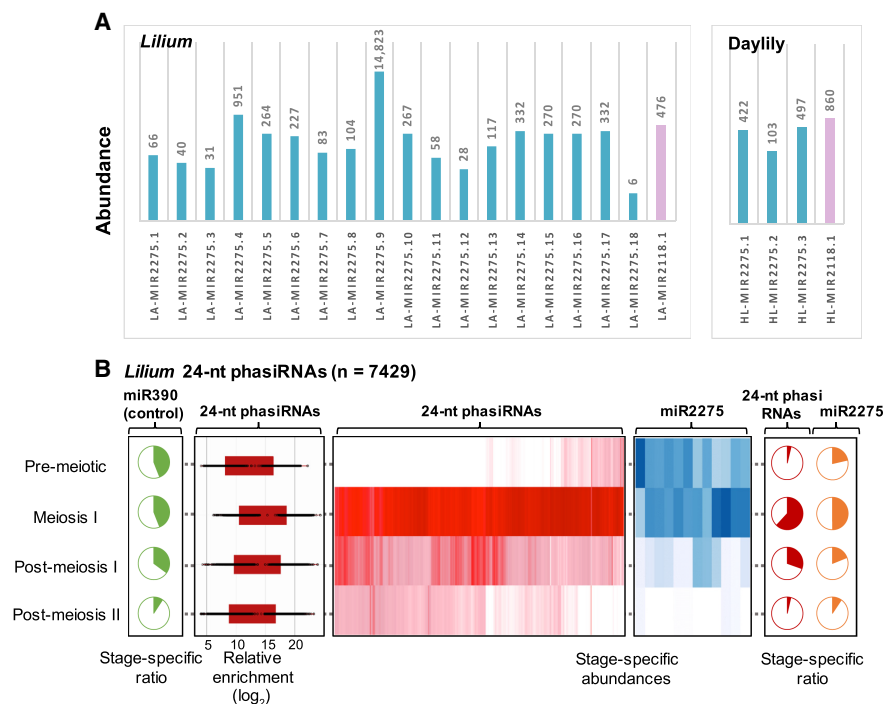 A
Lilium
Daylily
Abundance
66
40
31
951
264
227
83
104
14,823
267
58
28
117
332
270
270
332
6
476
422
103
497
860
LA-MIR2275.1
LA-MIR2275.2
LA-MIR2275.3
LA-MIR2275.4
LA-MIR2275.5
LA-MIR2275.6
LA-MIR2275.7
LA-MIR2275.8
LA-MIR2275.9
LA-MIR2275.10
LA-MIR2275.11
LA-MIR2275.12
LA-MIR2275.13
LA-MIR2275.14
LA-MIR2275.15
LA-MIR2275.16
LA-MIR2275.17
LA-MIR2275.18
LA-MIR2118.1
HL-MIR2275.1
HL-MIR2275.2
HL-MIR2275.3
HL-MIR2118.1
B Lilium 24-nt phasiRNAs (n = 7429)
miR390
(control)
24-nt phasiRNAs
24-nt phasiRNAs
miR2275
24-nt phasi
RNAs
miR2275
Pre-meiotic
Meiosis I
Post-meiosis I
Post-meiosis II
5 10 15 20
Stage-specific
ratio
Relative
enrichment
(log2)
Stage-specific
abundances
Stage-specific
ratio